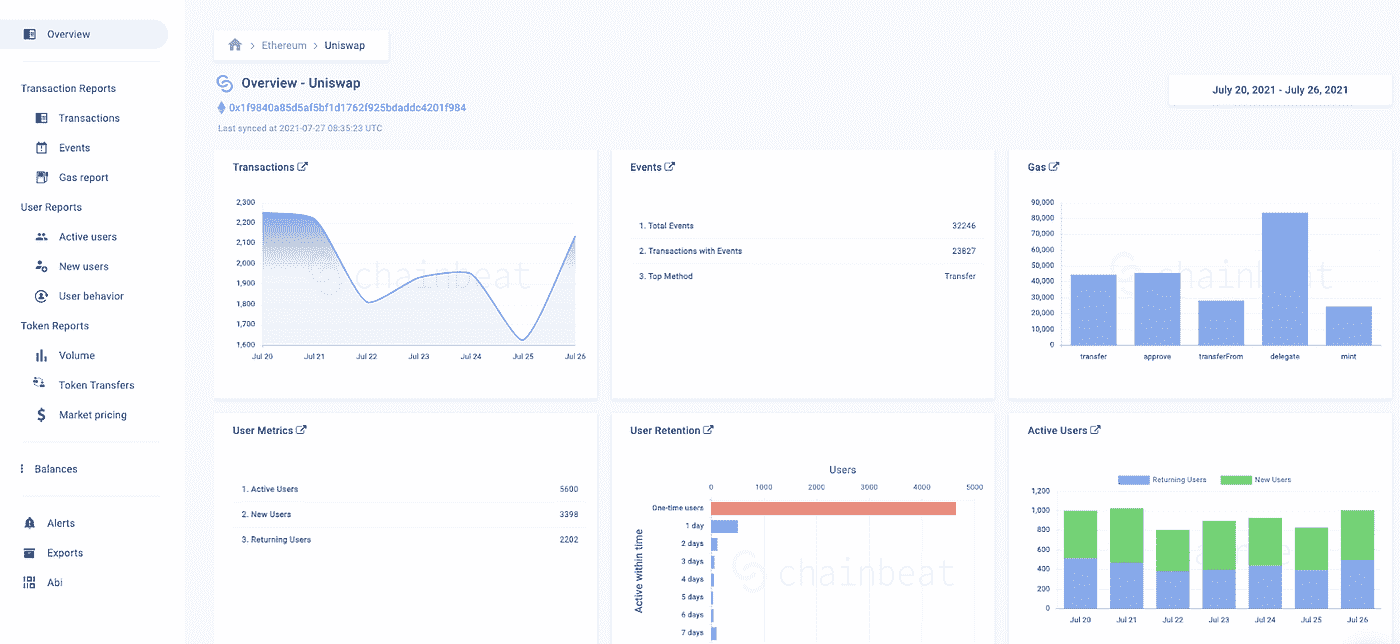 Overview
Transaction Reports
Transactions
Events
Gas report
User Reports
Active users
New users
User behavior
Token Reports
Volume
Token Transfers
Market pricing
Balances
Alerts
Exports
Abi
> Ethereum > Uniswap
Overview - Uniswap
0x1f9840a85d5af5bf1d1762f925bdaddc4201f984
Last synced at 2021-07-27 08:35:23 UTC
July 20, 2021 - July 26, 2021
Transactions
2,300
2,200
2,100
2,000
1,900
1,800
1,700
1,600
Jul 20 Jul 21 Jul 22 Jul 23 Jul 24 Jul 25 Jul 26
chainbeat
Events
1. Total Events 32246
2. Transactions with Events 23827
3. Top Method Transfer
Gas
90,000
80,000
70,000
60,000
50,000
40,000
30,000
20,000
10,000
0
transfer approve transferFrom delegate mint
chainbeat
User Metrics
1. Active Users 5600
2. New Users 3398
3. Returning Users 2202
User Retention
Users
0 1000 2000 3000 4000 5000
Active within time
One-time users
1 day
2 days
3 days
4 days
5 days
6 days
7 days
chainbeat
Active Users
Returning Users New Users
1,200
1,000
800
600
400
200
0
Jul 20 Jul 21 Jul 22 Jul 23 Jul 24 Jul 25 Jul 26